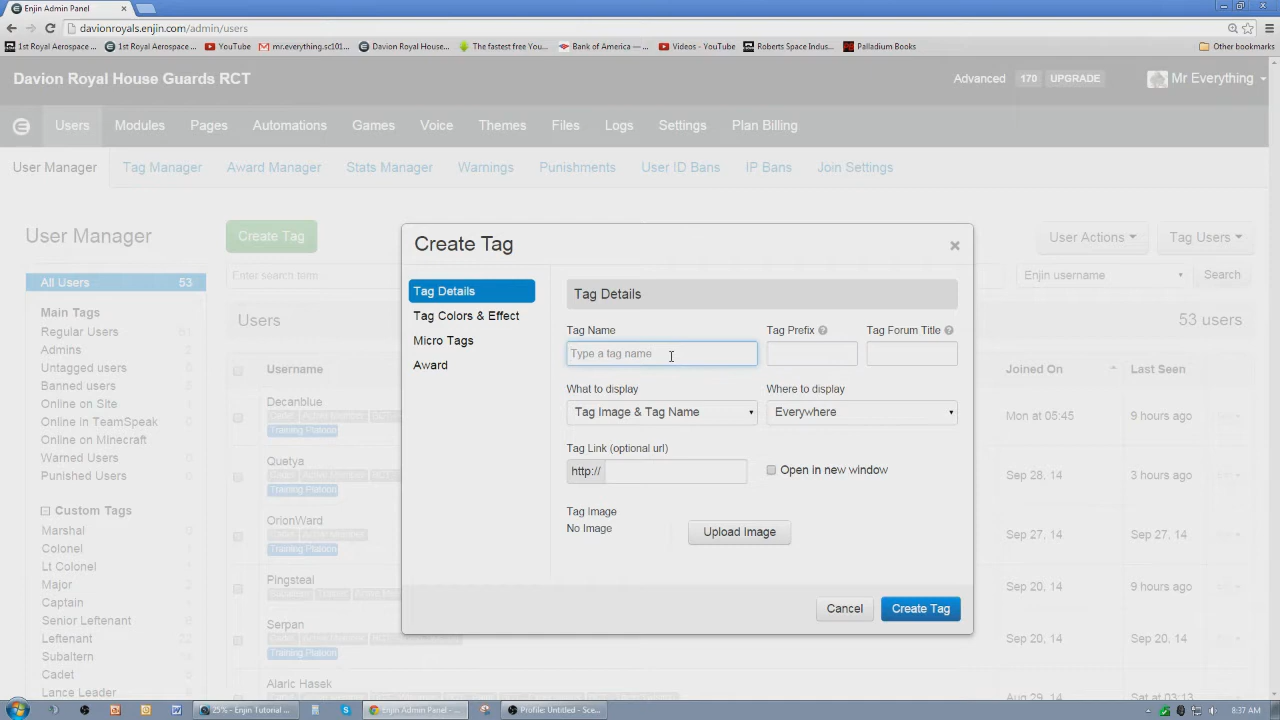 Enjin Admin Panel
davionroyals.enjin.com/admin/users
1st Royal Aerospace... 1st Royal Aerospace... YouTube mr.everything.sc101... Davion Royal House... The fastest free You... Bank of America —... Videos - YouTube Roberts Space Indus... Palladium Books Other bookmarks
Davion Royal House Guards RCT Advanced 170 UPGRADE Mr Everything
Users Modules Pages Automations Games Voice Themes Files Logs Settings Plan Billing
User Manager Tag Manager Award Manager Stats Manager Warnings Punishments User ID Bans IP Bans Join Settings
User Manager Create Tag User Actions Tag Users
Enter search term Enjin username Search
All Users 53
Main Tags
Regular Users 61
Admins
Untagged users
Banned users
Online on Site
Online in TeamSpeak
Online on Minecraft
Warned Users
Punished Users
Custom Tags
Marshal
Colonel
Lt Colonel
Major
Captain
Senior Leftenant
Leftenant 22
Subaltern
Cadet
Lance Leader
Users 53 users
Username Joined On Last Seen
Decanblue Mon at 05:45 9 hours ago
Training Platoon
Quetya Sep 28, 14 3 hours ago
Training Platoon
OrionWard Sep 27, 14 Sep 27, 14
Training Platoon
Pingsteal Sep 20, 14 9 hours ago
Serpan Sep 20, 14 Sep 20, 14
Training Platoon
Alaric Hasek Aug 29, 14 Sat at 03:13
Create Tag ×
Tag Details
Tag Colors & Effect
Micro Tags
Award
Tag Details
Tag Name Tag Prefix Tag Forum Title
Type a tag name
What to display Where to display
Tag Image & Tag Name Everywhere
Tag Link (optional url)
http:// Open in new window
Tag Image
No Image Upload Image
Cancel Create Tag
25% - Enjin Tutorial ... Enjin Admin Panel -... Profile: Untitled - Sce... 8:37 AM